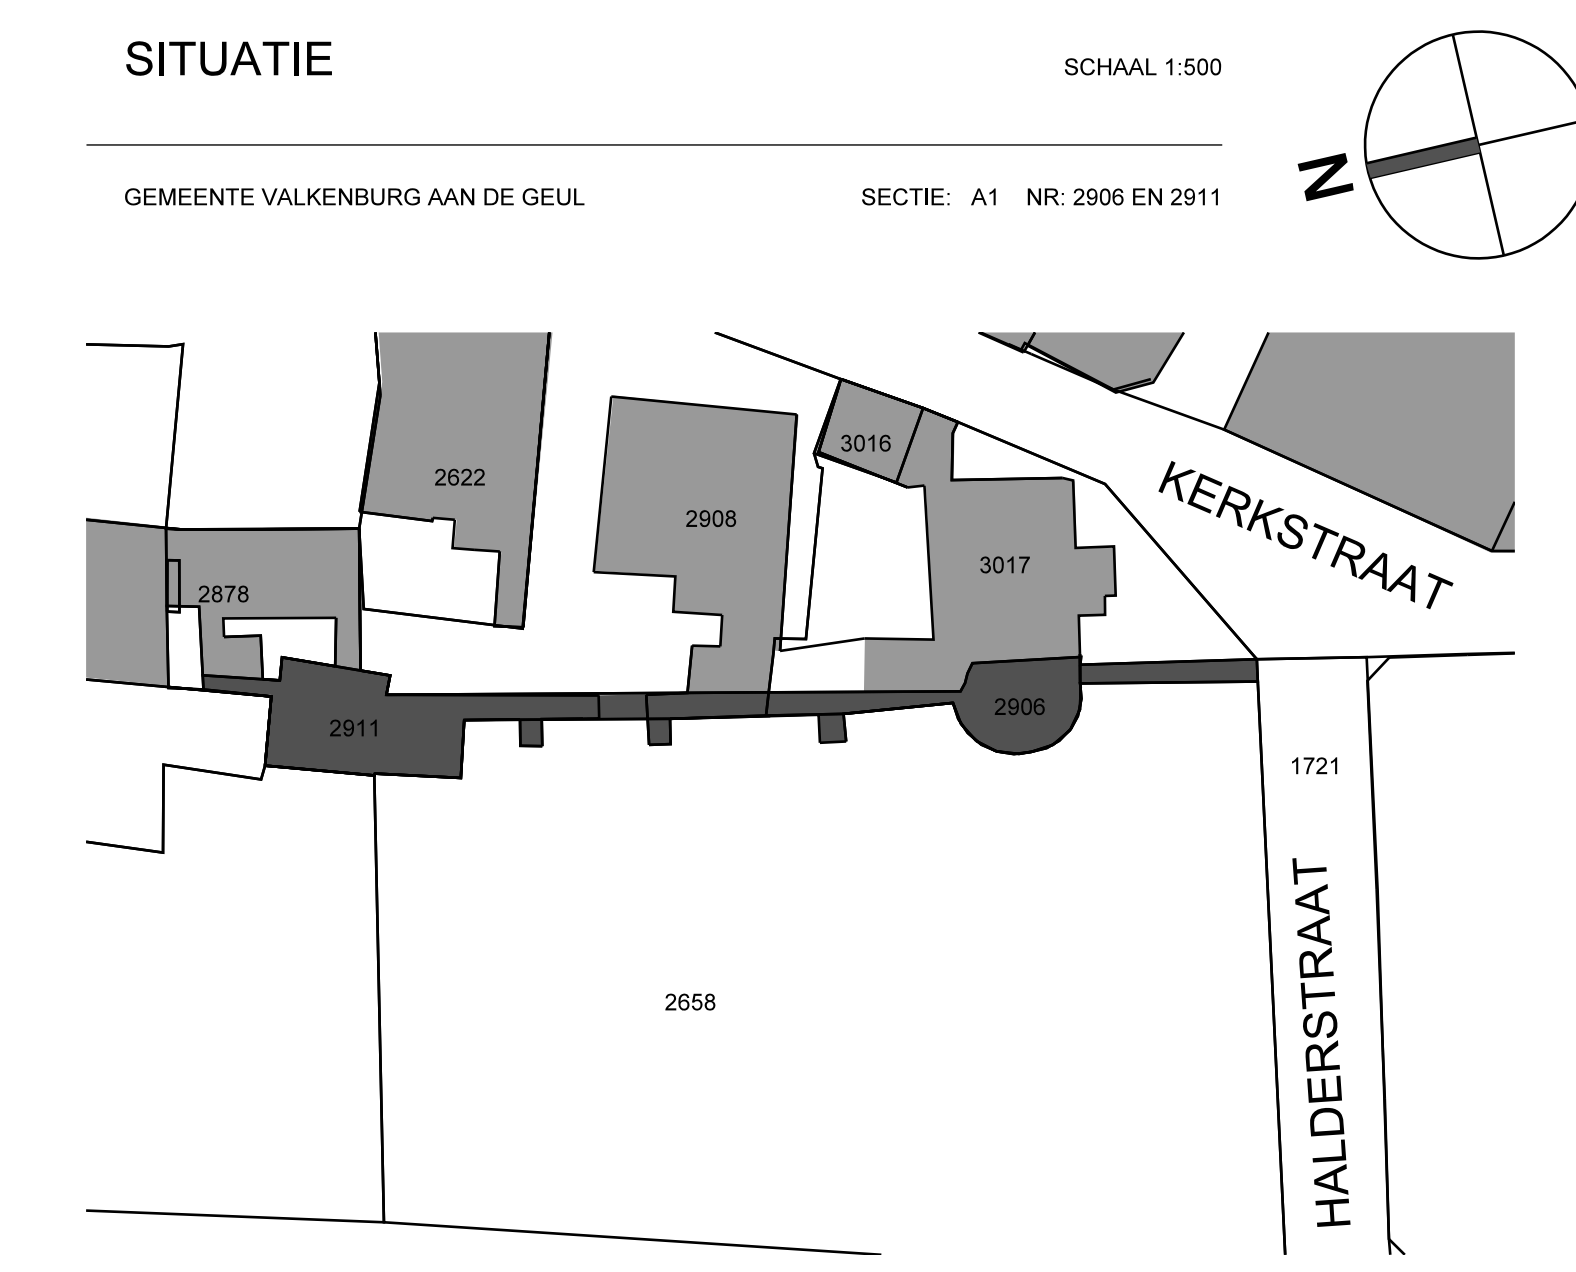 SITUATIE
SCHAAL 1:500
N
GEMEENTE VALKENBURG AAN DE GEUL
SECTIE: A1 NR: 2906 EN 2911
3016
2622
2908
KERKSTRAAT
3017
2878
2906
2911
1721
HALDERSTRAAT
2658